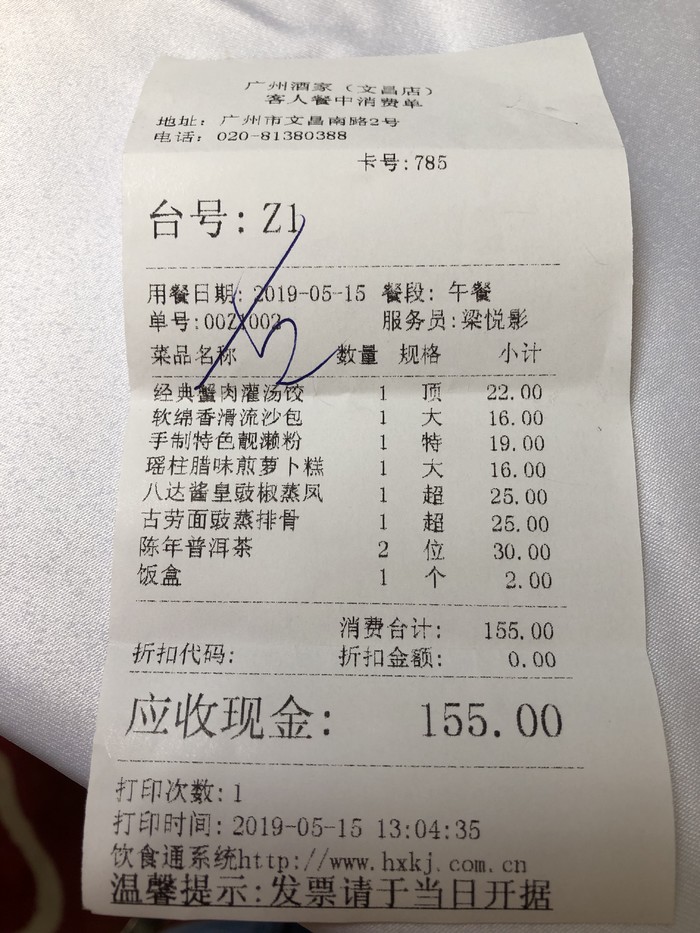 广州酒家（文昌店）
客人餐中消费单
地址: 广州市文昌南路2号
电话: 020-81380388
卡号:785
台号: Z1
用餐日期: 2019-05-15 餐段: 午餐
单号:00Z1002 服务员:梁悦影
菜品名称 数量 规格 小计
经典蟹肉灌汤饺 1 顶 22.00
软绵香滑流沙包 1 大 16.00
手制特色靓濑粉 1 特 19.00
瑶柱腊味煎萝卜糕 1 大 16.00
八达酱皇豉椒蒸凤 1 超 25.00
古劳面豉蒸排骨 1 超 25.00
陈年普洱茶 2 位 30.00
饭盒 1 个 2.00
消费合计: 155.00
折扣代码: 折扣金额: 0.00
应收现金: 155.00
打印次数:1
打印时间: 2019-05-15 13:04:35
饮食通系统http://www.hxkj.com.cn
温馨提示:发票请于当日开据